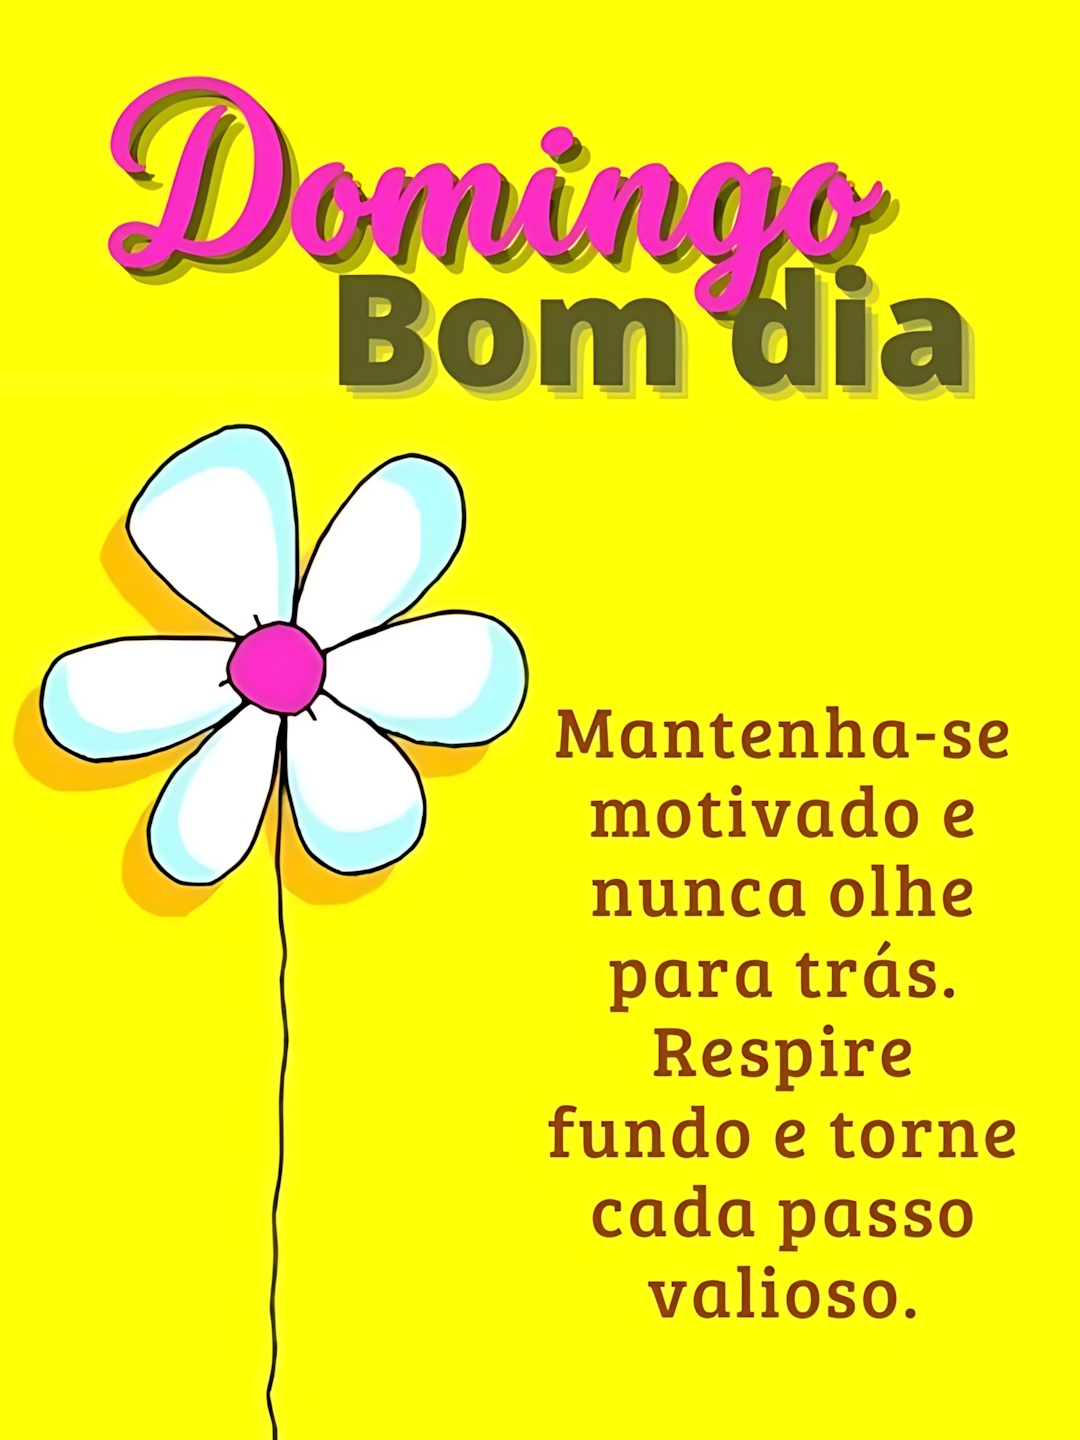 Domingo
Bom dia
Mantenha-se
motivado e
nunca olhe
para trás.
Respire
fundo e torne
cada passo
valioso.